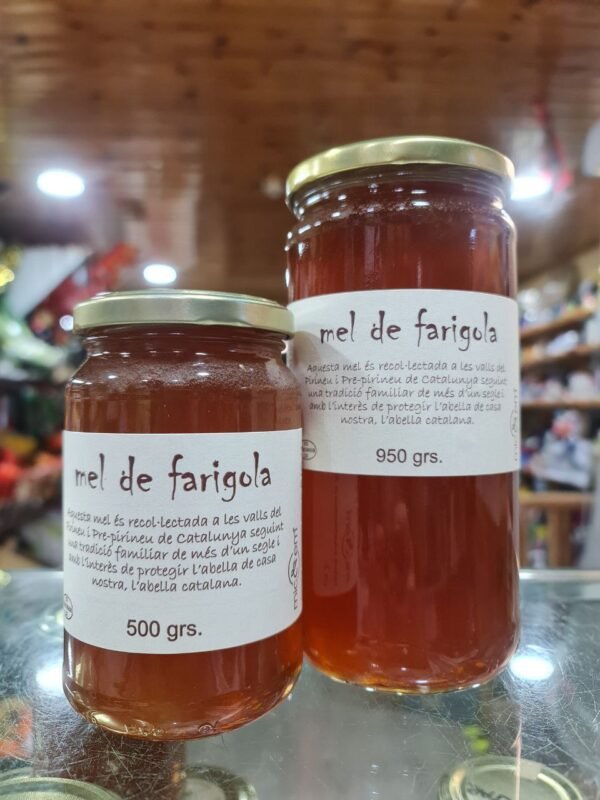 mel de farigola
Aquesta mel és recol·lectada a les valls del
Pirineu i Pre-pirineu de Catalunya seguint
una tradició familiar de més d'un segle i
amb l'interès de protegir l'abella de casa
nostra, l'abella catalana.
500 grs.
mel de farigola
Aquesta mel és recol·lectada a les valls del
Pirineu i Pre-pirineu de Catalunya seguint
una tradició familiar de més d'un segle i
amb l'interès de protegir l'abella de casa
nostra, l'abella catalana.
950 grs.